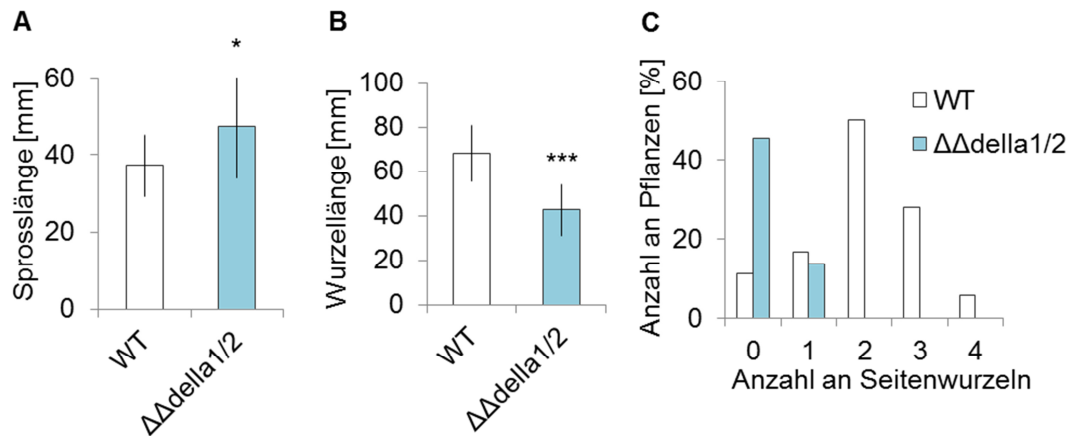 A
Sprosslänge [mm]
60
40
20
0
*
WT
ΔΔdella1/2
B
Wurzellänge [mm]
100
80
60
40
20
0
***
WT
ΔΔdella1/2
C
Anzahl an Pflanzen [%]
60
40
20
0
WT
ΔΔdella1/2
0 1 2 3 4
Anzahl an Seitenwurzeln